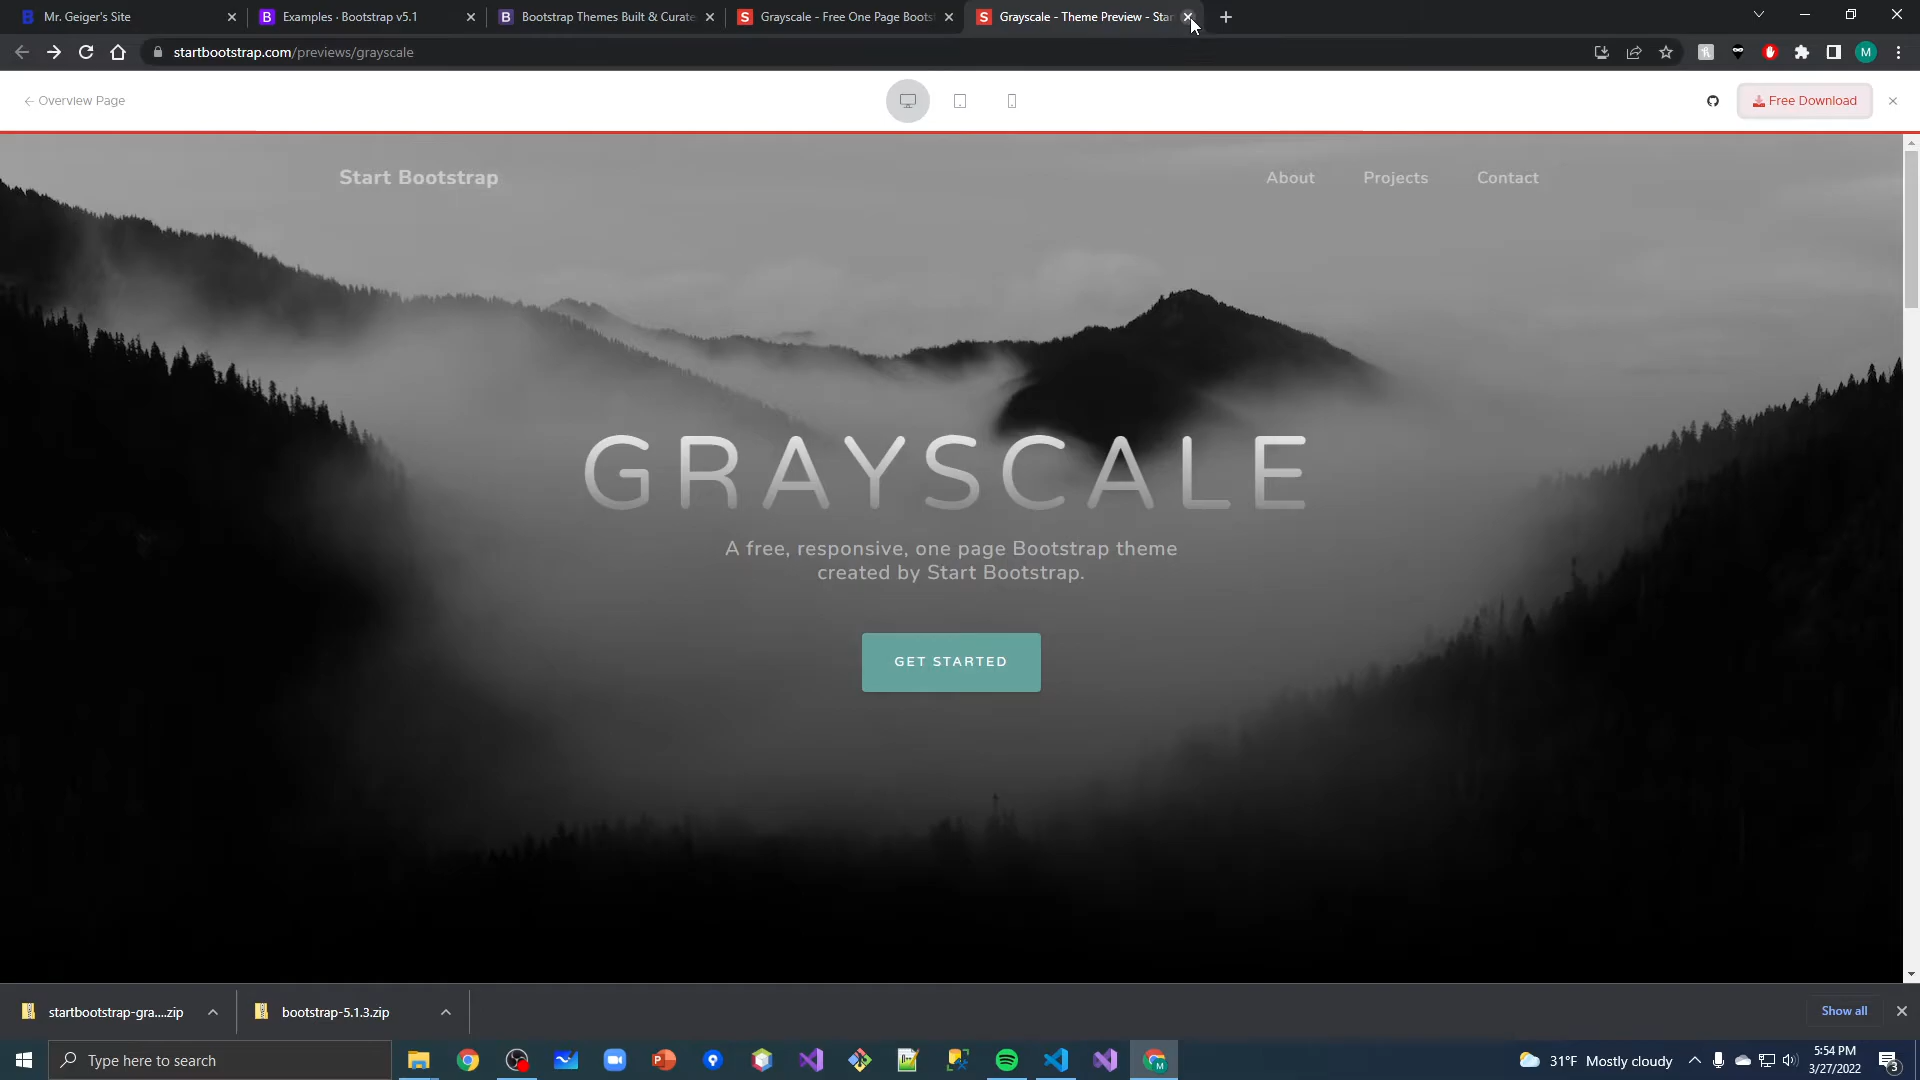 Mr. Geiger's Site
Examples · Bootstrap v5.1
Bootstrap Themes Built & Curate
Grayscale - Free One Page Boots
Grayscale - Theme Preview - Star
startbootstrap.com/previews/grayscale
M
← Overview Page
Free Download
Start Bootstrap
About
Projects
Contact
GRAYSCALE
A free, responsive, one page Bootstrap theme
created by Start Bootstrap.
GET STARTED
startbootstrap-gra....zip
bootstrap-5.1.3.zip
Show all
Type here to search
31°F Mostly cloudy
5:54 PM
3/27/2022
3